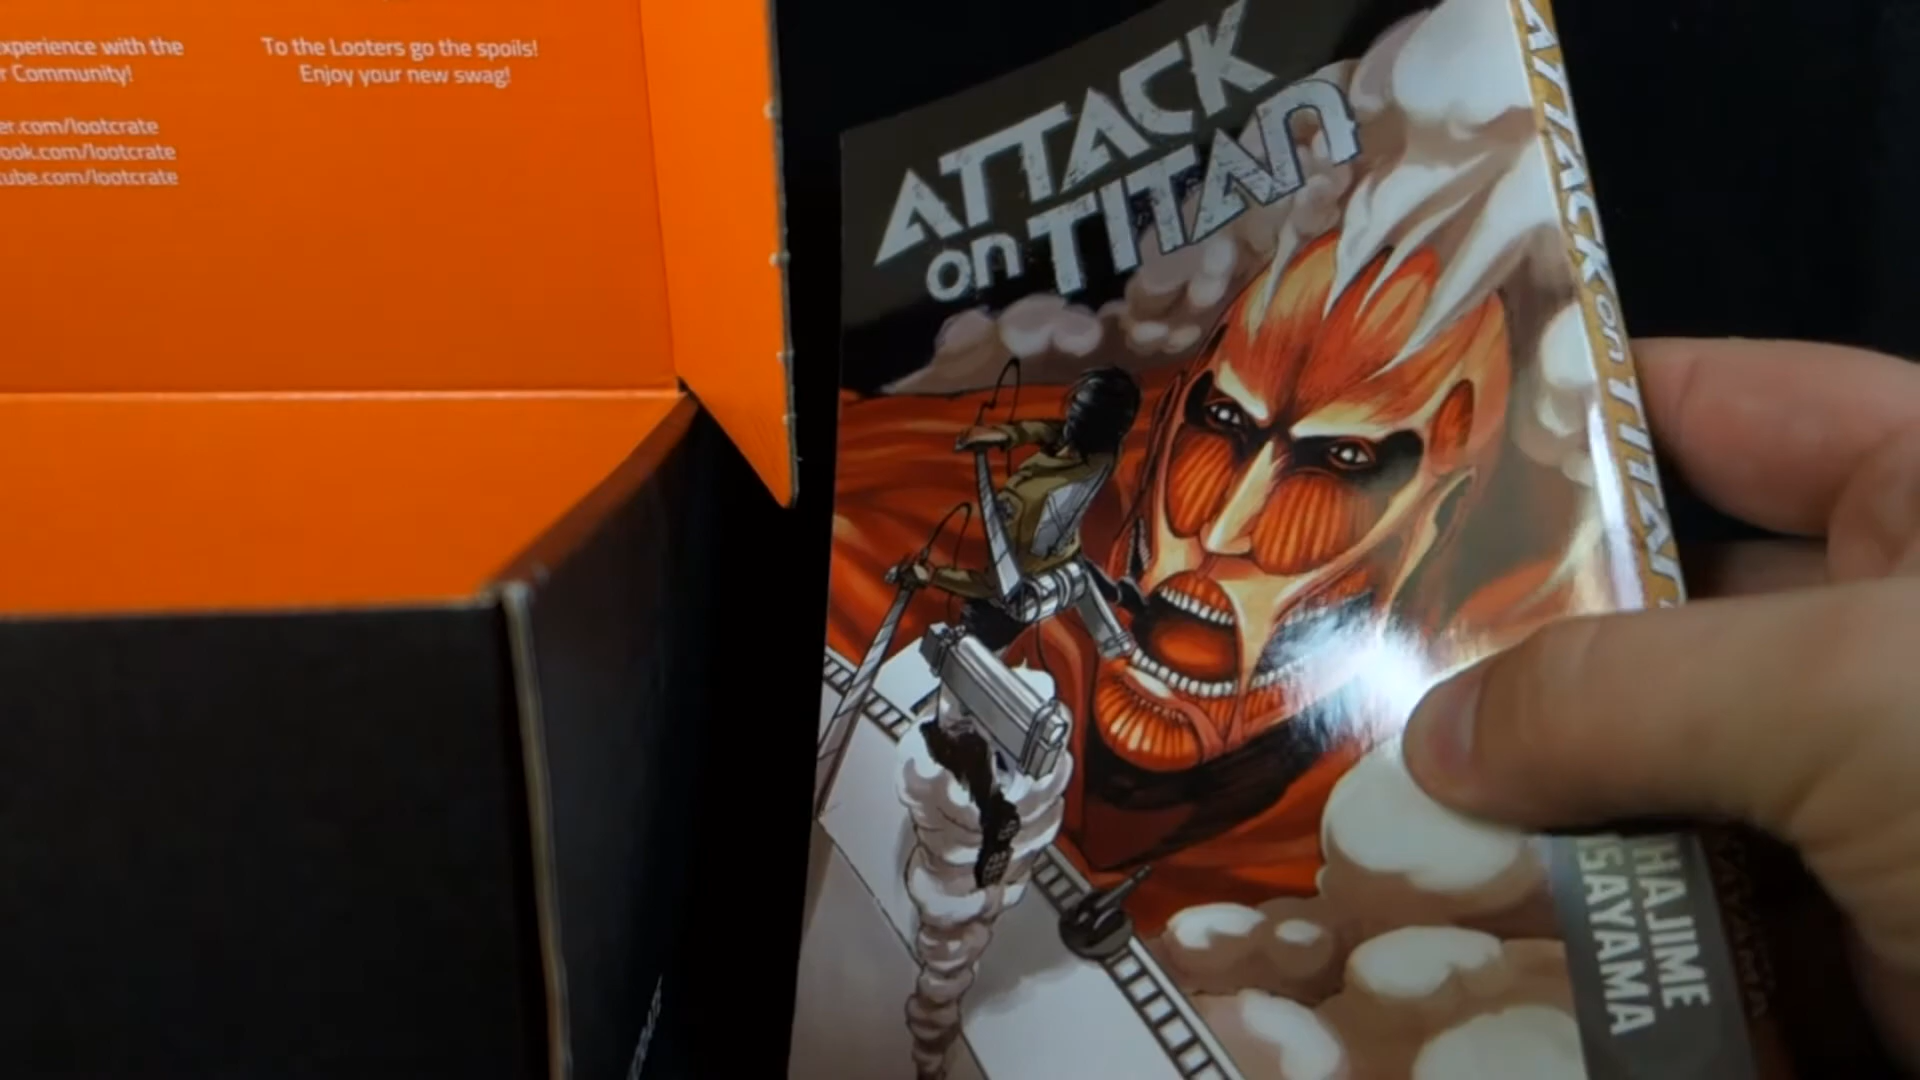 xperience with the
r Community!
er.com/lootcrate
ook.com/lootcrate
ube.com/lootcrate
To the Looters go the spoils!
Enjoy your new swag!
ATTACK
on TITAN
ATTACK on TITAN
HAJIME
ISAYAMA